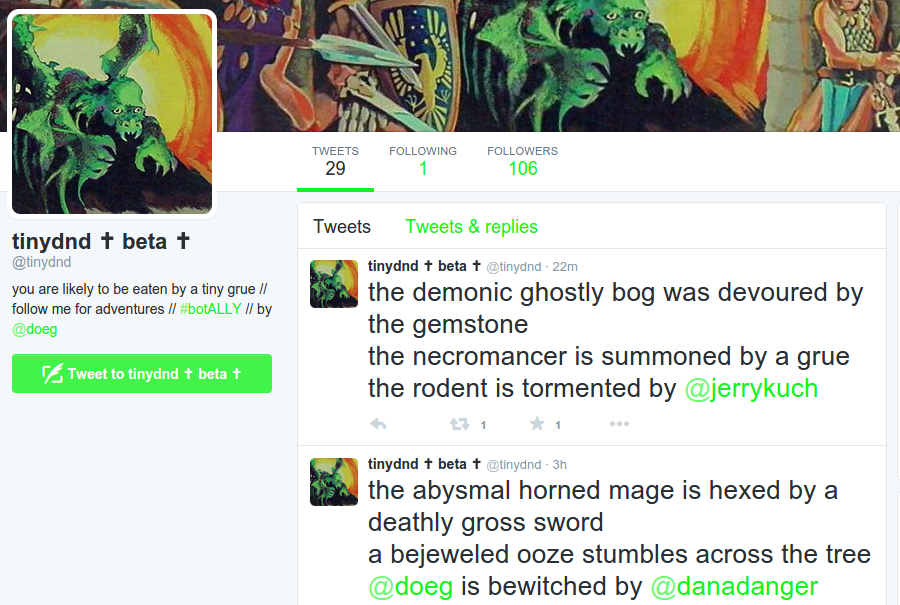 TWEETS FOLLOWING FOLLOWERS
29 1 106
tinydnd ✝ beta ✝
@tinydnd
you are likely to be eaten by a tiny grue //
follow me for adventures // #botALLY // by
@doeg
Tweet to tinydnd ✝ beta ✝
Tweets Tweets & replies
tinydnd ✝ beta ✝ @tinydnd · 22m
the demonic ghostly bog was devoured by
the gemstone
the necromancer is summoned by a grue
the rodent is tormented by @jerrykuch
1 1
tinydnd ✝ beta ✝ @tinydnd · 3h
the abysmal horned mage is hexed by a
deathly gross sword
a bejeweled ooze stumbles across the tree
@doeg is bewitched by @danadanger